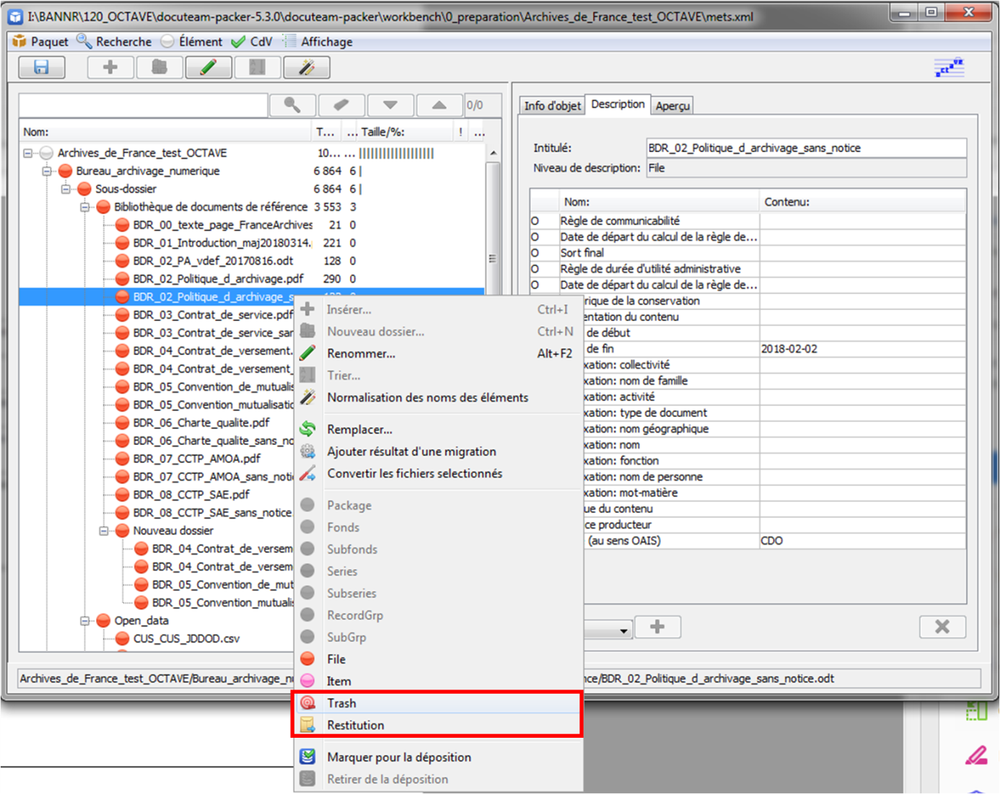 I:\BANNR\120_OCTAVE\docuteam-packer-5.3.0\docuteam-packer\workbench\0_preparation\Archives_de_France_test_OCTAVE\mets.xml
Paquet Recherche Élément CdV Affichage
octave
0/0
Nom: T... ... Taille/%: ! ...
Archives_de_France_test_OCTAVE 10... ...
Bureau_archivage_numerique 6 864 6
Sous-dossier 6 864 6
Bibliothèque de documents de référence 3 553 3
BDR_00_texte_page_FranceArchives 21 0
BDR_01_Introduction_maj20180314. 221 0
BDR_02_PA_vdef_20170816.odt 128 0
BDR_02_Politique_d_archivage.pdf 290 0
BDR_02_Politique_d_archivage_s
BDR_03_Contrat_de_service.pdf
BDR_03_Contrat_de_service_sar
BDR_04_Contrat_de_versement.
BDR_04_Contrat_de_versement_
BDR_05_Convention_de_mutualis
BDR_05_Convention_mutualisatio
BDR_06_Charte_qualite.pdf
BDR_06_Charte_qualite_sans_no
BDR_07_CCTP_AMOA.pdf
BDR_07_CCTP_AMOA_sans_noti
BDR_08_CCTP_SAE.pdf
BDR_08_CCTP_SAE_sans_notice
Nouveau dossier
BDR_04_Contrat_de_versem
BDR_04_Contrat_de_versem
BDR_05_Convention_de_mut
BDR_05_Convention_mutualis
Open_data
CUS_CUS_JDDOD.csv
Insérer... Ctrl+I
Nouveau dossier... Ctrl+N
Renommer... Alt+F2
Trier...
Normalisation des noms des éléments
Remplacer...
Ajouter résultat d'une migration
Convertir les fichiers selectionnés
Package
Fonds
Subfonds
Series
Subseries
RecordGrp
SubGrp
File
Item
Trash
Restitution
Marquer pour la déposition
Retirer de la déposition
Info d'objet Description Aperçu
Intitulé: BDR_02_Politique_d_archivage_sans_notice
Niveau de description: File
Nom: Contenu:
O Règle de communicabilité
O Date de départ du calcul de la règle de...
O Sort final
O Règle de durée d'utilité administrative
O Date de départ du calcul de la règle de...
rique de la conservation
entation du contenu
de début
de fin 2018-02-02
xation: collectivité
xation: nom de famille
xation: activité
xation: type de document
xation: nom géographique
xation: nom
xation: fonction
xation: nom de personne
xation: mot-matière
ue du contenu
ce producteur
(au sens OAIS) CDO
Archives_de_France_test_OCTAVE/Bureau_archivage_nu nce/BDR_02_Politique_d_archivage_sans_notice.odt